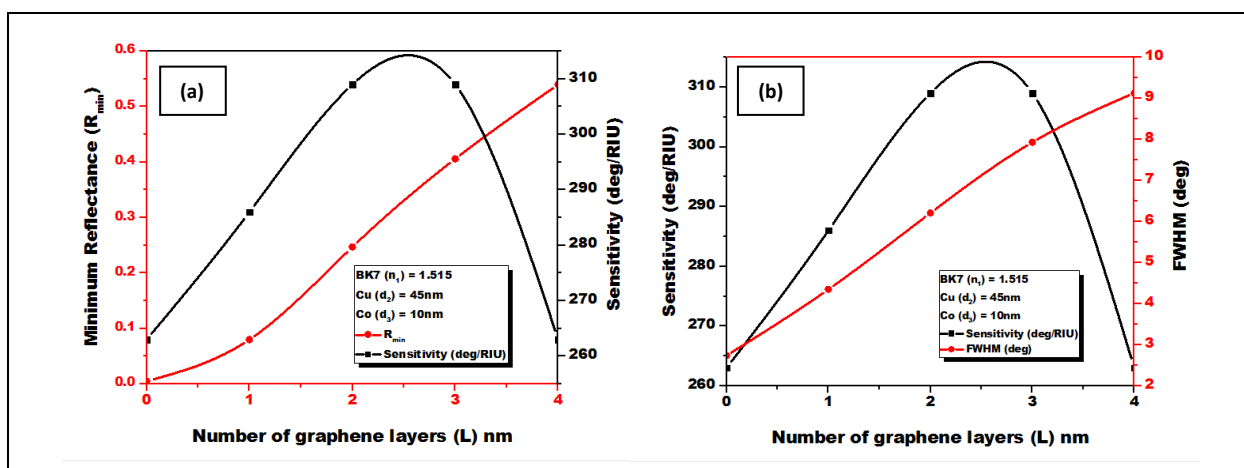 (a)
Minimum Reflectance (R_min)
0.6
0.5
0.4
0.3
0.2
0.1
0.0
310
300
290
280
270
260
Sensitivity (deg/RIU)
BK7 (n₁) = 1.515
Cu (d₂) = 45nm
Co (d₃) = 10nm
R_min
Sensitivity (deg/RIU)
0 1 2 3 4
Number of graphene layers (L) nm
(b)
Sensitivity (deg/RIU)
310
300
290
280
270
260
10
9
8
7
6
5
4
3
2
FWHM (deg)
BK7 (n₁) = 1.515
Cu (d₂) = 45nm
Co (d₃) = 10nm
Sensitivity (deg/RIU)
FWHM (deg)
0 1 2 3 4
Number of graphene layers (L) nm